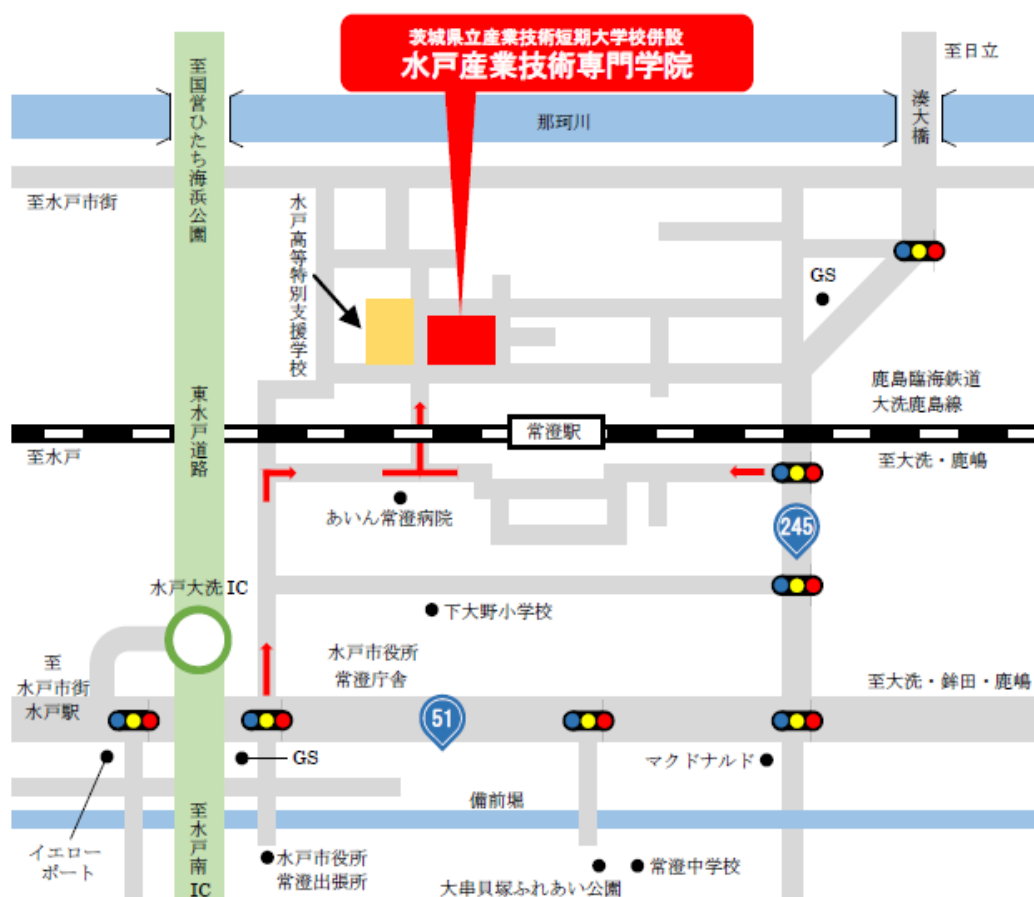 茨城県立産業技術短期大学校併設
水戸産業技術専門学院
至日立
至国営ひたち海浜公園
那珂川
湊大橋
至水戸市街
水戸高等特別支援学校
GS
東水戸道路
鹿島臨海鉄道
大洗鹿島線
常澄駅
至水戸
至大洗・鹿嶋
あいん常澄病院
245
水戸大洗IC
下大野小学校
水戸市役所
常澄庁舎
至
水戸市街
水戸駅
至大洗・鉾田・鹿嶋
51
GS
マクドナルド
備前堀
至水戸南IC
イエロー
ポート
水戸市役所
常澄出張所
常澄中学校
大串貝塚ふれあい公園